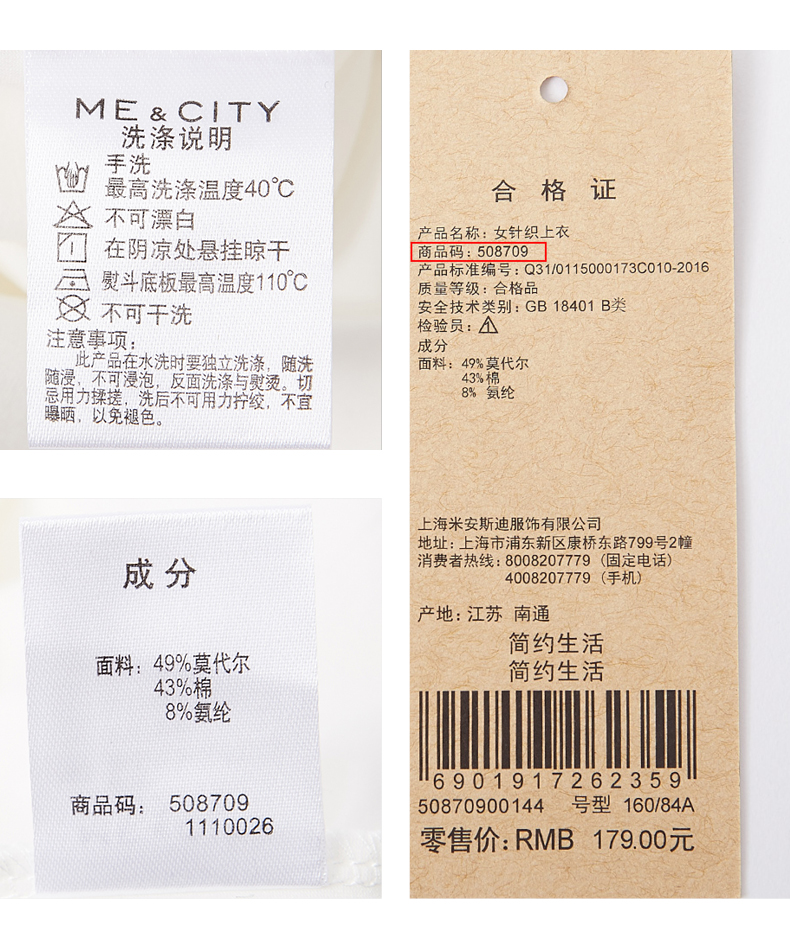 ME & CITY
洗涤说明
手洗
最高洗涤温度40℃
不可漂白
在阴凉处悬挂晾干
熨斗底板最高温度110℃
不可干洗
注意事项:
此产品在水洗时要独立洗涤，随洗
随浸，不可浸泡，反面洗涤与熨烫。切
忌用力揉搓，洗后不可用力拧绞，不宜
曝晒，以免褪色。
成分
面料: 49%莫代尔
43%棉
8%氨纶
商品码: 508709
1110026
合格证
产品名称: 女针织上衣
商品码: 508709
产品标准编号: Q31/0115000173C010-2016
质量等级: 合格品
安全技术类别: GB 18401 B类
检验员: 1
成分
面料: 49%莫代尔
43%棉
8% 氨纶
上海米安斯迪服饰有限公司
地址: 上海市浦东新区康桥东路799号2幢
消费者热线: 8008207779 (固定电话)
4008207779 (手机)
产地: 江苏 南通
简约生活
简约生活
6901917262359
50870900144 号型 160/84A
零售价: RMB 179.00元